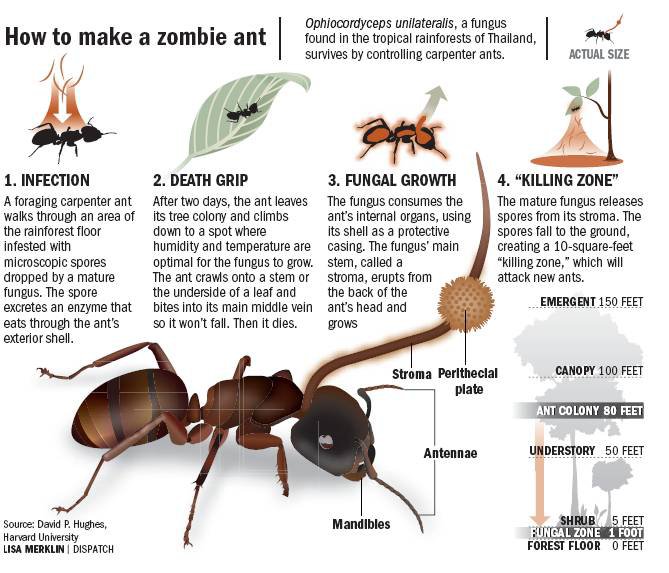 How to make a zombie ant
Ophiocordyceps unilateralis, a fungus
found in the tropical rainforests of Thailand,
survives by controlling carpenter ants.
ACTUAL SIZE
1. INFECTION
A foraging carpenter ant
walks through an area of
the rainforest floor
infested with
microscopic spores
dropped by a mature
fungus. The spore
excretes an enzyme that
eats through the ant's
exterior shell.
2. DEATH GRIP
After two days, the ant leaves
its tree colony and climbs
down to a spot where
humidity and temperature are
optimal for the fungus to grow.
The ant crawls onto a stem or
the underside of a leaf and
bites into its main middle vein
so it won't fall. Then it dies.
3. FUNGAL GROWTH
The fungus consumes the
ant's internal organs, using
its shell as a protective
casing. The fungus' main
stem, called a
stroma, erupts from
the back of the
ant's head and
grows
4. “KILLING ZONE”
The mature fungus releases
spores from its stroma. The
spores fall to the ground,
creating a 10-square-feet
“killing zone,” which will
attack new ants.
EMERGENT 150 FEET
CANOPY 100 FEET
ANT COLONY 80 FEET
UNDERSTORY 50 FEET
SHRUB 5 FEET
FUNGAL ZONE 1 FOOT
FOREST FLOOR 0 FEET
Stroma
Perithecial
plate
Antennae
Mandibles
Source: David P. Hughes,
Harvard University
LISA MERKLIN | DISPATCH